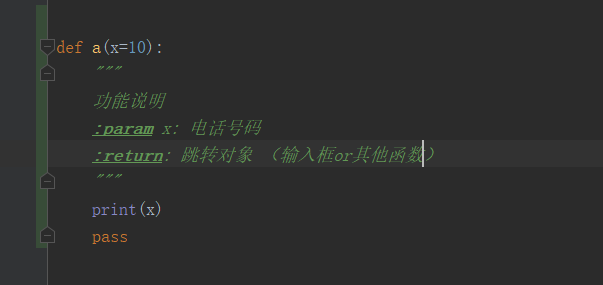 def a(x=10):
"""
功能说明
:param x: 电话号码
:return: 跳转对象 （输入框or其他函数）
"""
print(x)
pass